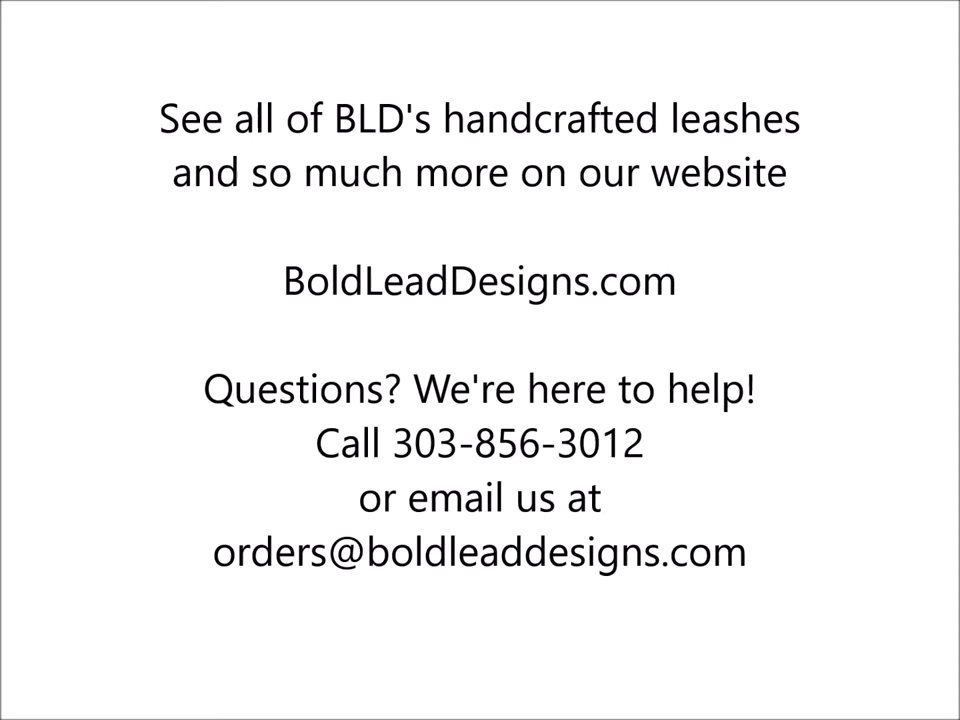 See all of BLD's handcrafted leashes
and so much more on our website
BoldLeadDesigns.com
Questions? We're here to help!
Call 303-856-3012
or email us at
orders@boldleaddesigns.com